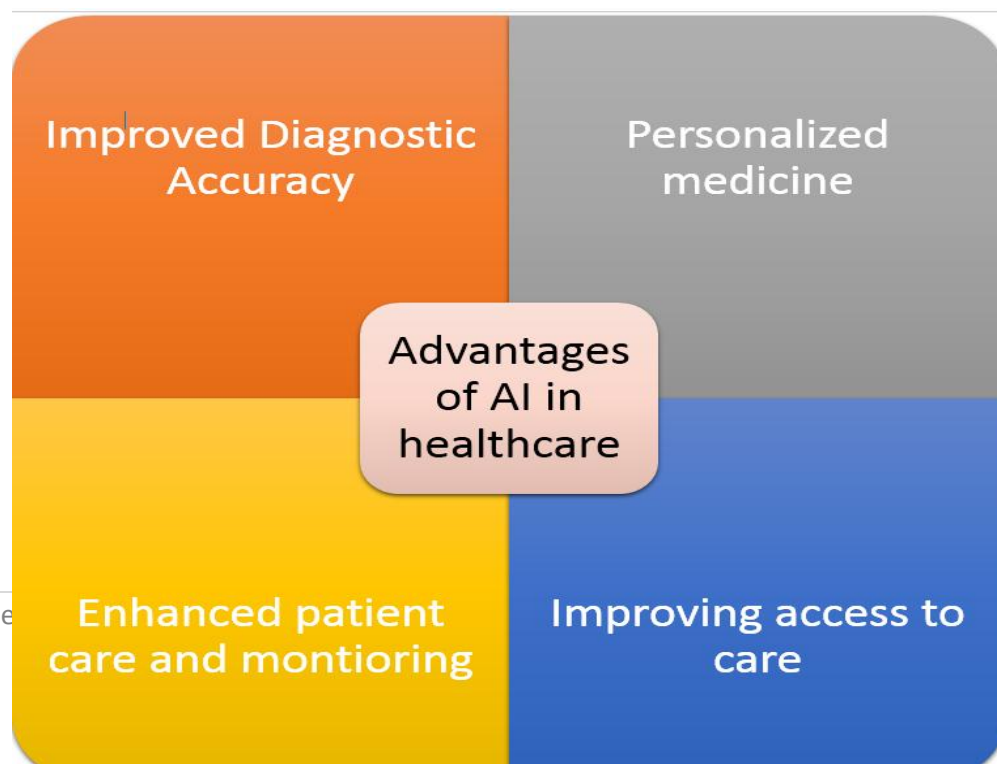 Improved Diagnostic
Accuracy
Personalized
medicine
Advantages
of AI in
healthcare
e
Enhanced patient
care and montioring
Improving access to
care